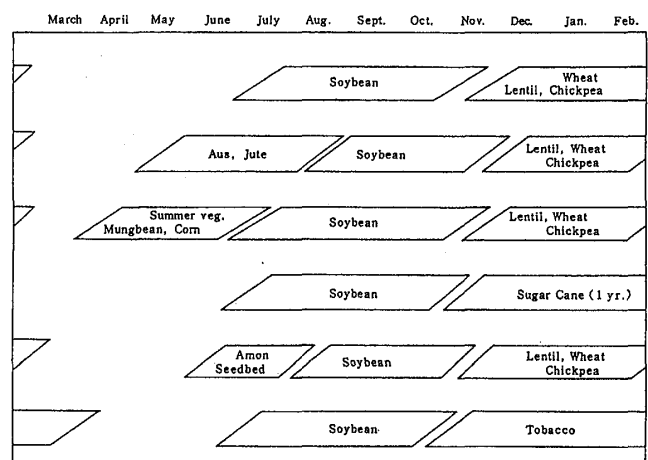 March April May June July Aug. Sept. Oct. Nov. Dec. Jan. Feb.
Soybean
Wheat
Lentil, Chickpea
Aus, Jute
Soybean
Lentil, Wheat
Chickpea
Summer veg.
Mungbean, Corn
Soybean
Lentil, Wheat
Chickpea
Soybean
Sugar Cane (1 yr.)
Amon
Seedbed
Soybean
Lentil, Wheat
Chickpea
Soybean
Tobacco